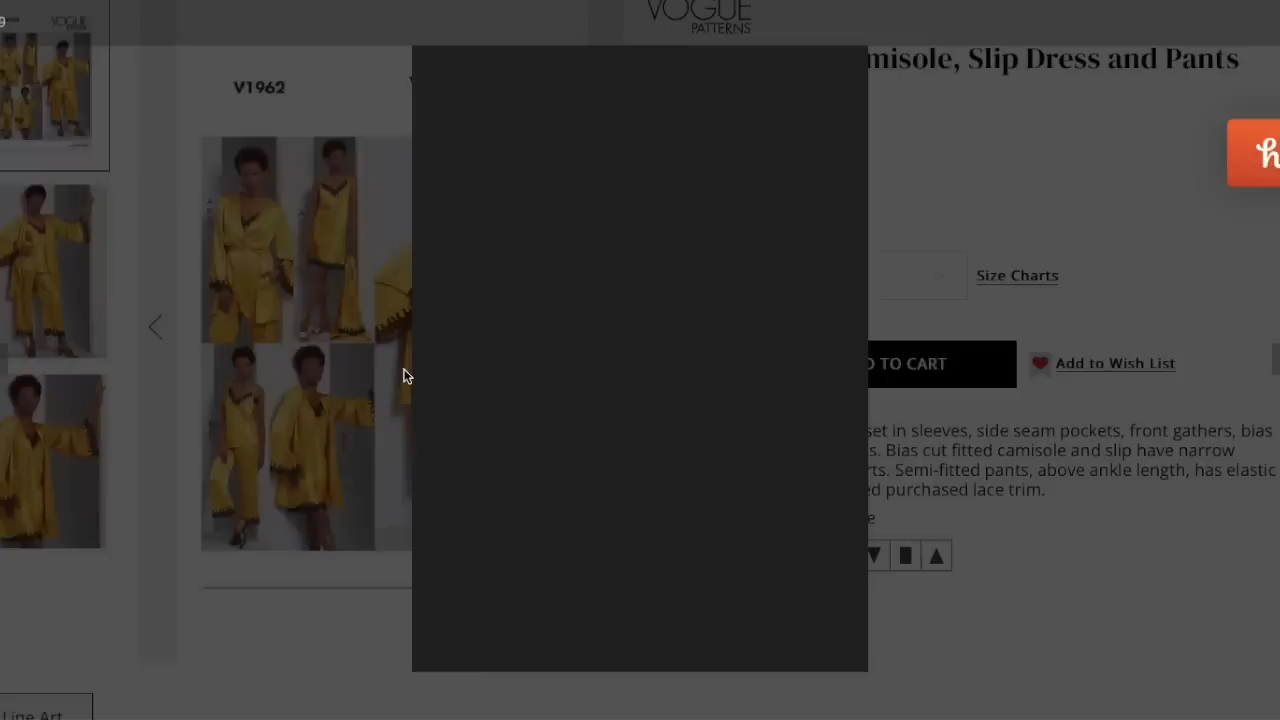 VOGUE
PATTERNS
misole, Slip Dress and Pants
V1962
Size Charts
TO CART
Add to Wish List
set in sleeves, side seam pockets, front gathers, bias
s. Bias cut fitted camisole and slip have narrow
rts. Semi-fitted pants, above ankle length, has elastic
ed purchased lace trim.
e
Line Art
VOGUE
9
h